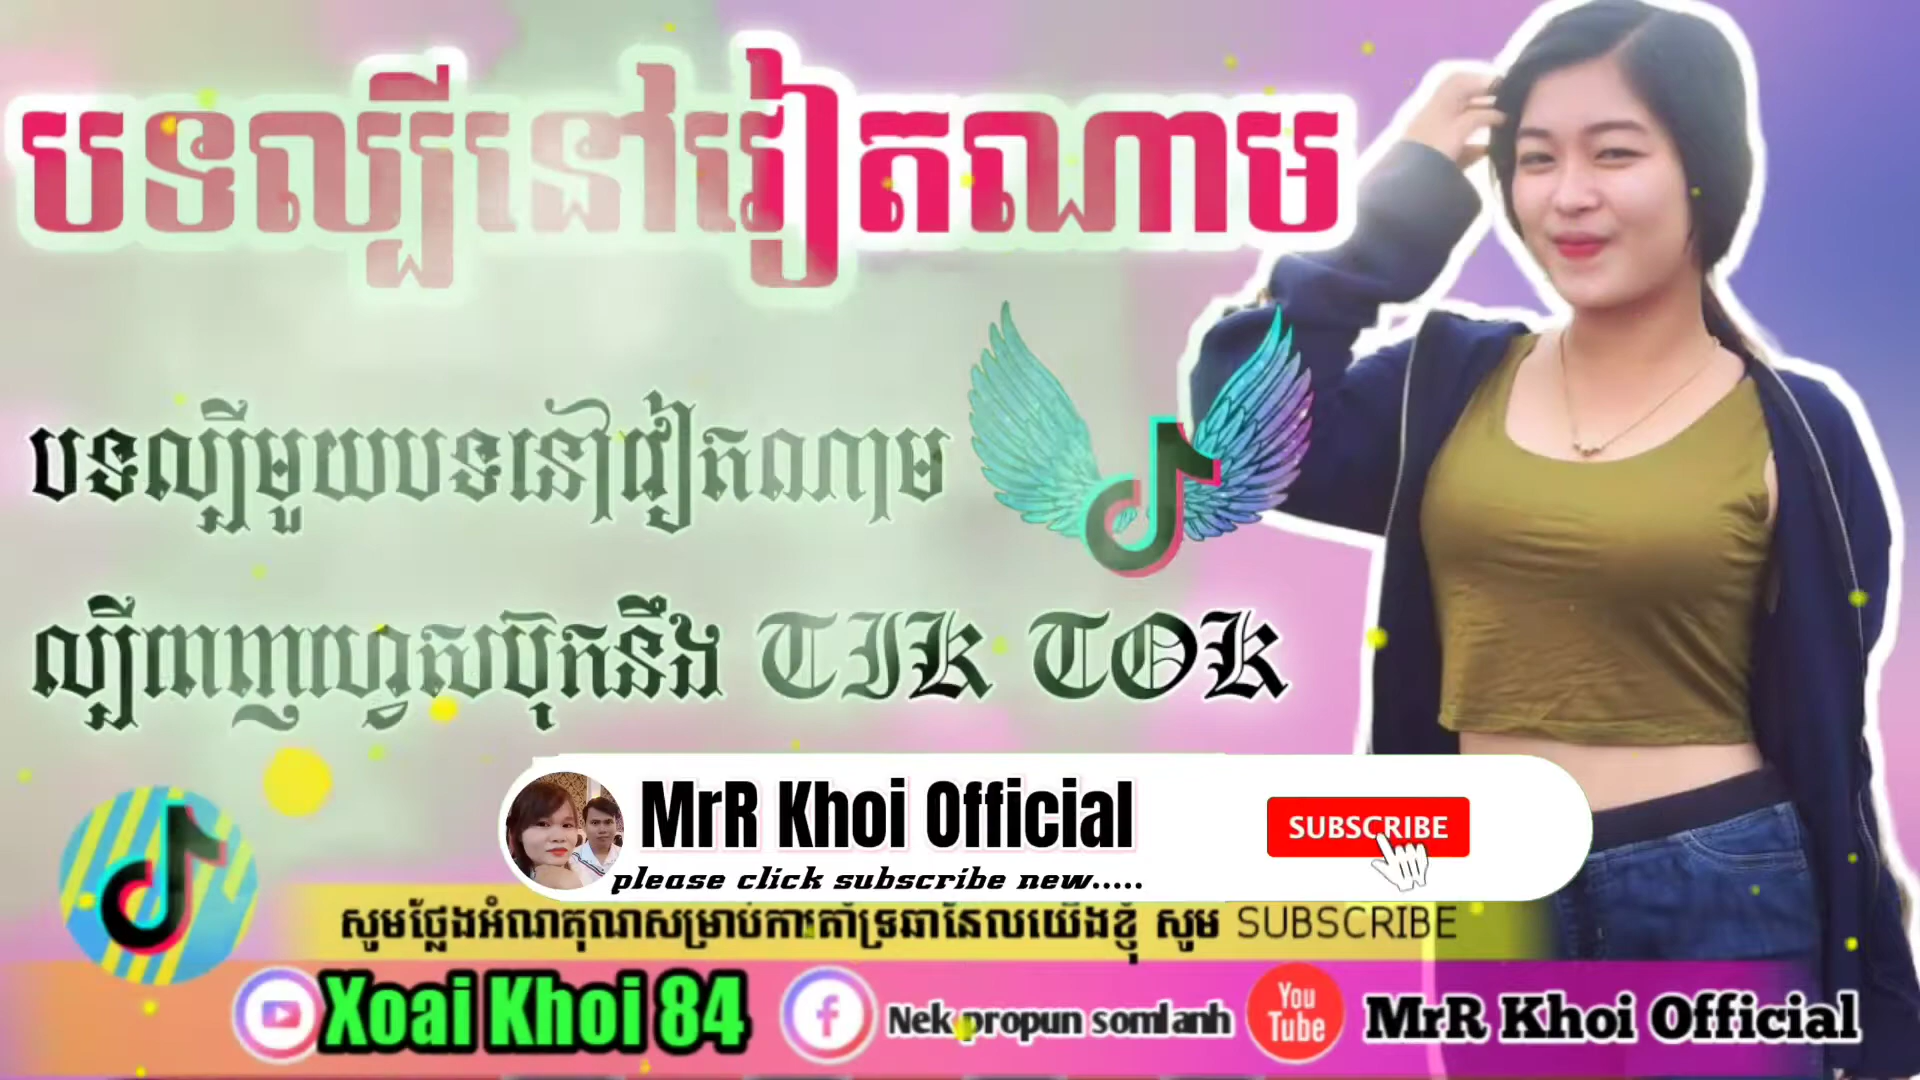 បទល្បីនៅវៀតណាម
បទល្បីមួយបទនៅវៀតណាម
ល្បីពេញហ្វេសប៊ុកនឹង TIK TOK
MrR Khoi Official
SUBSCRIBE
please click subscribe new.....
សូមថ្លែងអំណរគុណសម្រាប់ការគាំទ្រឆានែលយើងខ្ញុំ សូម SUBSCRIBE
Xoai Khoi 84
Nek propun somlanh
You Tube
MrR Khoi Official